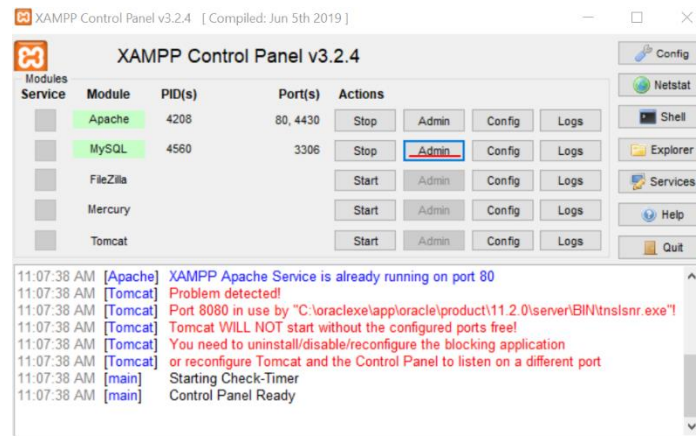 XAMPP Control Panel v3.2.4 [ Compiled: Jun 5th 2019 ]
XAMPP Control Panel v3.2.4
Config
Modules
Service Module PID(s) Port(s) Actions
Netstat
Apache 4208 80, 4430 Stop Admin Config Logs
Shell
MySQL 4560 3306 Stop Admin Config Logs
Explorer
FileZilla Start Admin Config Logs
Services
Mercury Start Admin Config Logs
Help
Tomcat Start Admin Config Logs
Quit
11:07:38 AM [Apache] XAMPP Apache Service is already running on port 80
11:07:38 AM [Tomcat] Problem detected!
11:07:38 AM [Tomcat] Port 8080 in use by "C:\oraclexe\app\oracle\product\11.2.0\server\BIN\tnslsnr.exe"!
11:07:38 AM [Tomcat] Tomcat WILL NOT start without the configured ports free!
11:07:38 AM [Tomcat] You need to uninstall/disable/reconfigure the blocking application
11:07:38 AM [Tomcat] or reconfigure Tomcat and the Control Panel to listen on a different port
11:07:38 AM [main] Starting Check-Timer
11:07:38 AM [main] Control Panel Ready